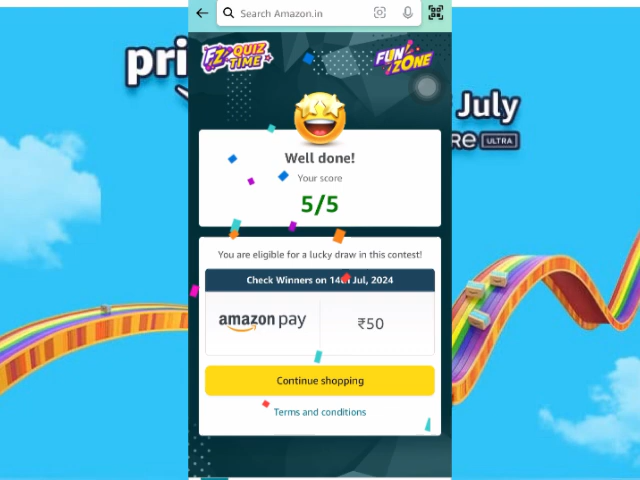 Search Amazon.in
FZ QUIZ
TIME
FUN
ZONE
pri
July
RE ULTRA
Well done!
Your score
5/5
You are eligible for a lucky draw in this contest!
Check Winners on 14th Jul, 2024
amazon pay
₹50
Continue shopping
Terms and conditions